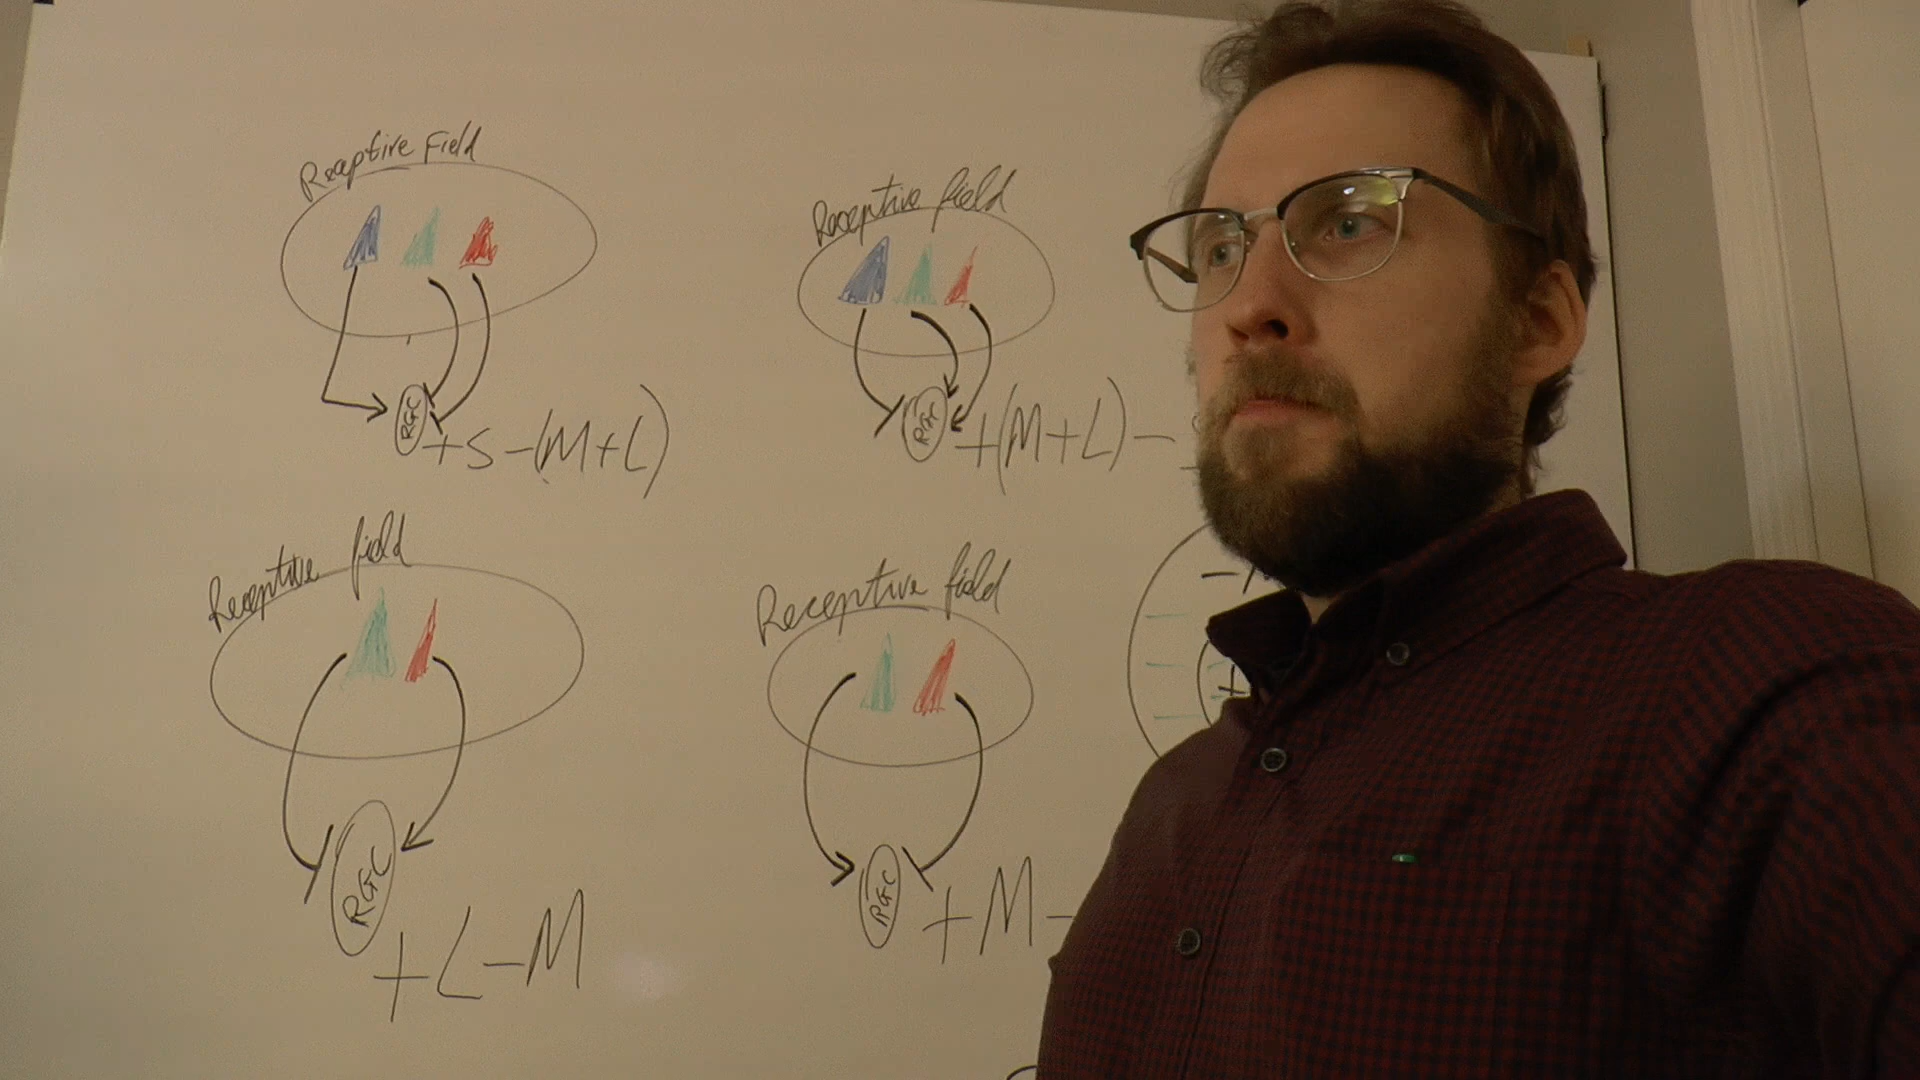 Receptive Field
RGC
+S-(M+L)
Receptive field
RGC
+(M+L)-
Receptive field
RGC
+L-M
Receptive field
RGC
+M-
-
+